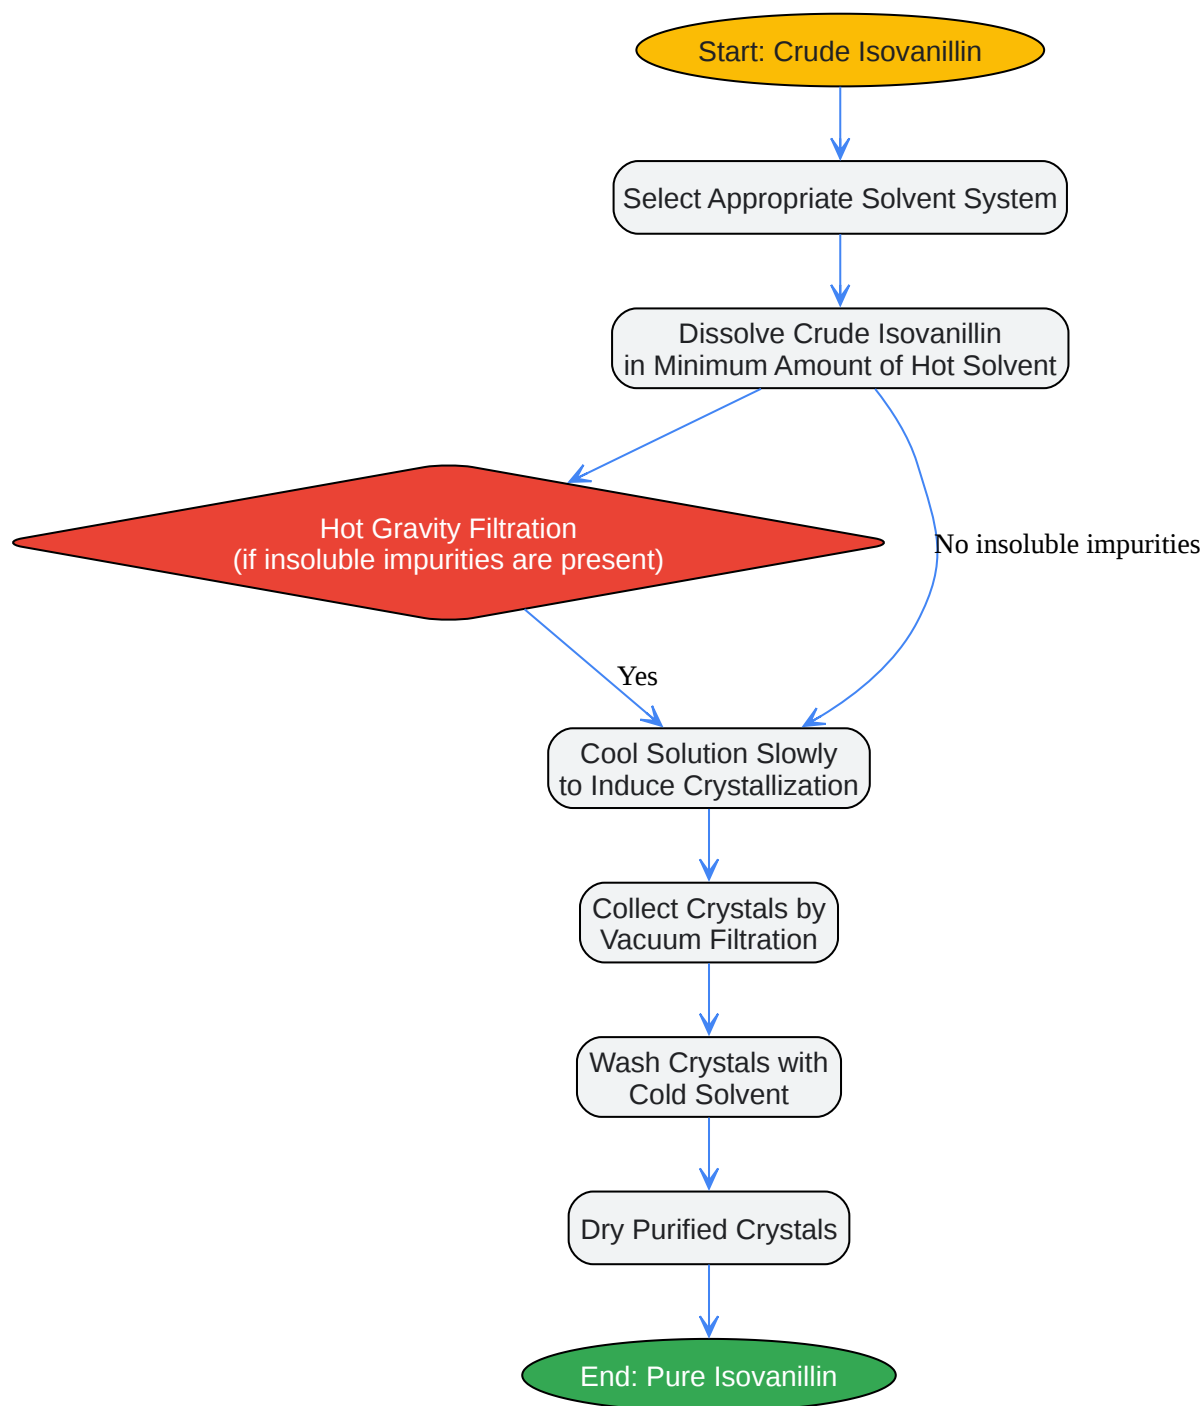 Start: Crude Isovanillin
Select Appropriate Solvent System
Dissolve Crude Isovanillin
in Minimum Amount of Hot Solvent
Hot Gravity Filtration
(if insoluble impurities are present)
No insoluble impurities
Yes
Cool Solution Slowly
to Induce Crystallization
Collect Crystals by
Vacuum Filtration
Wash Crystals with
Cold Solvent
Dry Purified Crystals
End: Pure Isovanillin